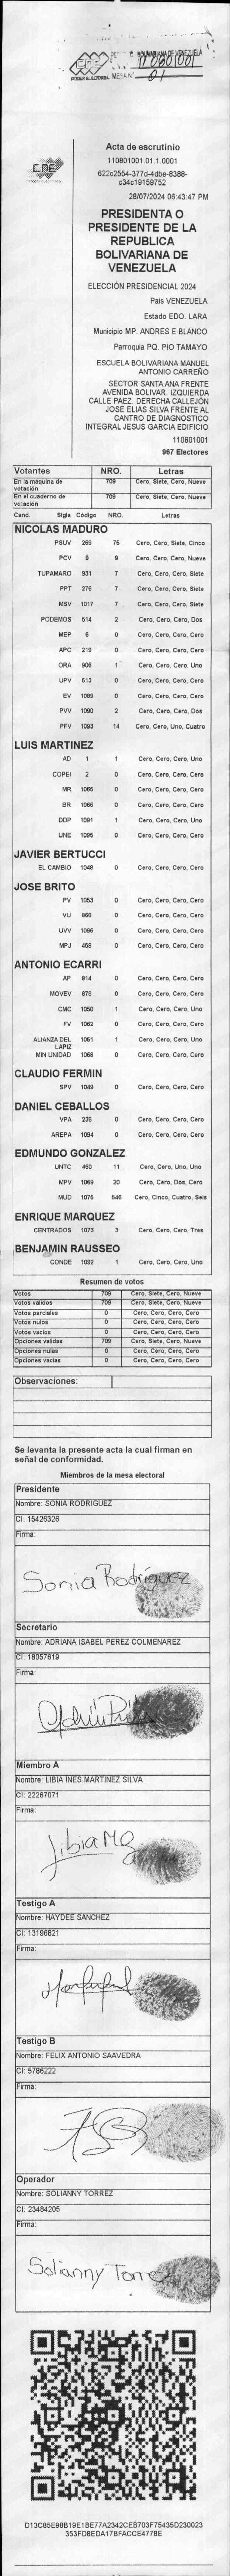 CNE
PODER ELECTORAL
MESA Nº
110801001
01
CNE
Acta de escrutinio
110801001.01.1.0001
622c2554-377d-4dbe-8388-
c34c19159752
28/07/2024 06:43:47 PM
PRESIDENTA O
PRESIDENTE DE LA
REPUBLICA
BOLIVARIANA DE
VENEZUELA
ELECCIÓN PRESIDENCIAL 2024
País VENEZUELA
Estado EDO. LARA
Municipio MP. ANDRES E BLANCO
Parroquia PQ. PIO TAMAYO
ESCUELA BOLIVARIANA MANUEL
ANTONIO CARREÑO
SECTOR SANTA ANA FRENTE
AVENIDA BOLIVAR. IZQUIERDA
CALLE PAEZ. DERECHA CALLEJÓN
JOSE ELIAS SILVA FRENTE AL
CANTRO DE DIAGNOSTICO
INTEGRAL JESUS GARCIA EDIFICIO
110801001
967 Electores
Votantes NRO. Letras
En la máquina de votación 709 Cero, Siete, Cero, Nueve
En el cuaderno de votación 709 Cero, Siete, Cero, Nueve
Cand. Sigla Código NRO. Letras
NICOLAS MADURO
PSUV 269 75 Cero, Cero, Siete, Cinco
PCV 9 9 Cero, Cero, Cero, Nueve
TUPAMARO 931 7 Cero, Cero, Cero, Siete
PPT 276 7 Cero, Cero, Cero, Siete
MSV 1017 7 Cero, Cero, Cero, Siete
PODEMOS 514 2 Cero, Cero, Cero, Dos
MEP 6 0 Cero, Cero, Cero, Cero
APC 219 0 Cero, Cero, Cero, Cero
ORA 906 1 Cero, Cero, Cero, Uno
UPV 513 0 Cero, Cero, Cero, Cero
EV 1089 0 Cero, Cero, Cero, Cero
PVV 1090 2 Cero, Cero, Cero, Dos
PFV 1093 14 Cero, Cero, Uno, Cuatro
LUIS MARTINEZ
AD 1 1 Cero, Cero, Cero, Uno
COPEI 2 0 Cero, Cero, Cero, Cero
MR 1065 0 Cero, Cero, Cero, Cero
BR 1066 0 Cero, Cero, Cero, Cero
DDP 1091 1 Cero, Cero, Cero, Uno
UNE 1095 0 Cero, Cero, Cero, Cero
JAVIER BERTUCCI
EL CAMBIO 1048 0 Cero, Cero, Cero, Cero
JOSE BRITO
PV 1053 0 Cero, Cero, Cero, Cero
VU 969 0 Cero, Cero, Cero, Cero
UVV 1096 0 Cero, Cero, Cero, Cero
MPJ 458 0 Cero, Cero, Cero, Cero
ANTONIO ECARRI
AP 914 0 Cero, Cero, Cero, Cero
MOVEV 976 0 Cero, Cero, Cero, Cero
CMC 1050 1 Cero, Cero, Cero, Uno
FV 1062 0 Cero, Cero, Cero, Cero
ALIANZA DEL LAPIZ 1051 1 Cero, Cero, Cero, Uno
MIN UNIDAD 1068 0 Cero, Cero, Cero, Cero
CLAUDIO FERMIN
SPV 1049 0 Cero, Cero, Cero, Cero
DANIEL CEBALLOS
VPA 236 0 Cero, Cero, Cero, Cero
AREPA 1094 0 Cero, Cero, Cero, Cero
EDMUNDO GONZALEZ
UNTC 460 11 Cero, Cero, Uno, Uno
MPV 1069 20 Cero, Cero, Dos, Cero
MUD 1076 546 Cero, Cinco, Cuatro, Seis
ENRIQUE MARQUEZ
CENTRADOS 1073 3 Cero, Cero, Cero, Tres
BENJAMIN RAUSSEO
CONDE 1092 1 Cero, Cero, Cero, Uno
Resumen de votos
Votos 709 Cero, Siete, Cero, Nueve
Votos validos 709 Cero, Siete, Cero, Nueve
Votos parciales 0 Cero, Cero, Cero, Cero
Votos nulos 0 Cero, Cero, Cero, Cero
Votos vacios 0 Cero, Cero, Cero, Cero
Opciones validas 709 Cero, Siete, Cero, Nueve
Opciones nulas 0 Cero, Cero, Cero, Cero
Opciones vacias 0 Cero, Cero, Cero, Cero
Observaciones:
Se levanta la presente acta la cual firman en
señal de conformidad.
Miembros de la mesa electoral
Presidente
Nombre: SONIA RODRIGUEZ
CI: 15426326
Firma:
Sonia Rodriguez
Secretario
Nombre: ADRIANA ISABEL PEREZ COLMENAREZ
CI: 18057619
Firma:
Miembro A
Nombre: LIBIA INES MARTINEZ SILVA
CI: 22267071
Firma:
Libia Mg
Testigo A
Nombre: HAYDEE SANCHEZ
CI: 13196821
Firma:
Testigo B
Nombre: FELIX ANTONIO SAAVEDRA
CI: 5786222
Firma:
Operador
Nombre: SOLIANNY TORREZ
CI: 23484205
Firma:
Solianny Torre
D13C85E98B19E1BE77A2342CEB703F75435D230023
353FD8EDA17BFACCE4778E